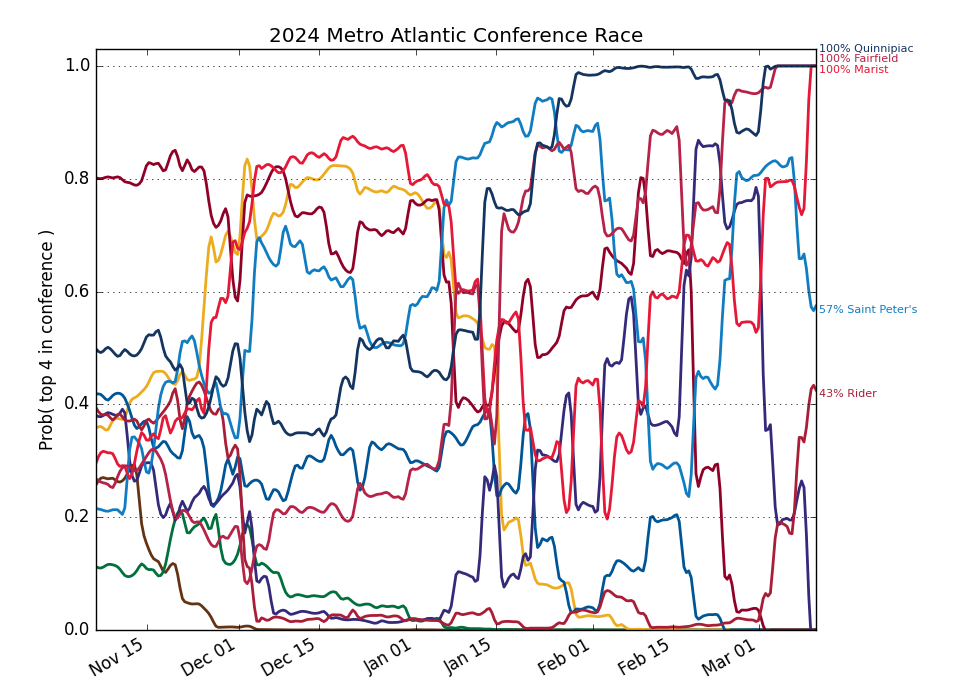 2024 Metro Atlantic Conference Race
100% Quinnipiac
100% Fairfield
100% Marist
57% Saint Peter's
43% Rider
Prob( top 4 in conference )
1.0
0.8
0.6
0.4
0.2
0.0
Nov 15
Dec 01
Dec 15
Jan 01
Jan 15
Feb 01
Feb 15
Mar 01